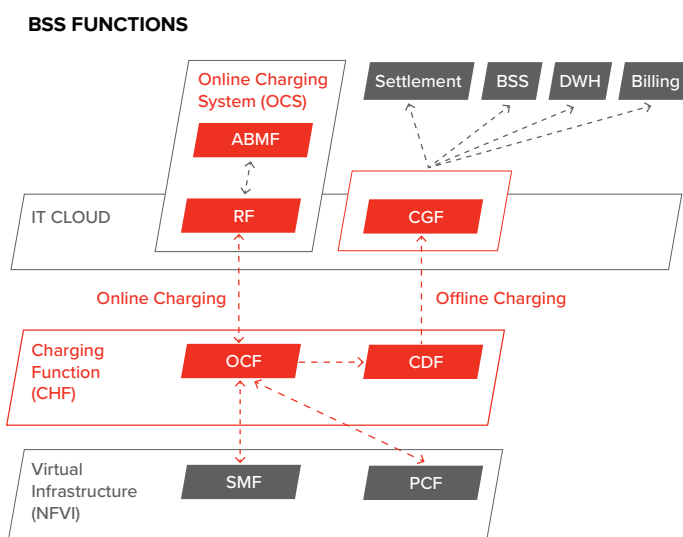 BSS FUNCTIONS
Online Charging
System (OCS)
Settlement
BSS
DWH
Billing
ABMF
IT CLOUD
RF
CGF
Online Charging
Offline Charging
Charging
Function
(CHF)
OCF
CDF
Virtual
Infrastructure
(NFVI)
SMF
PCF